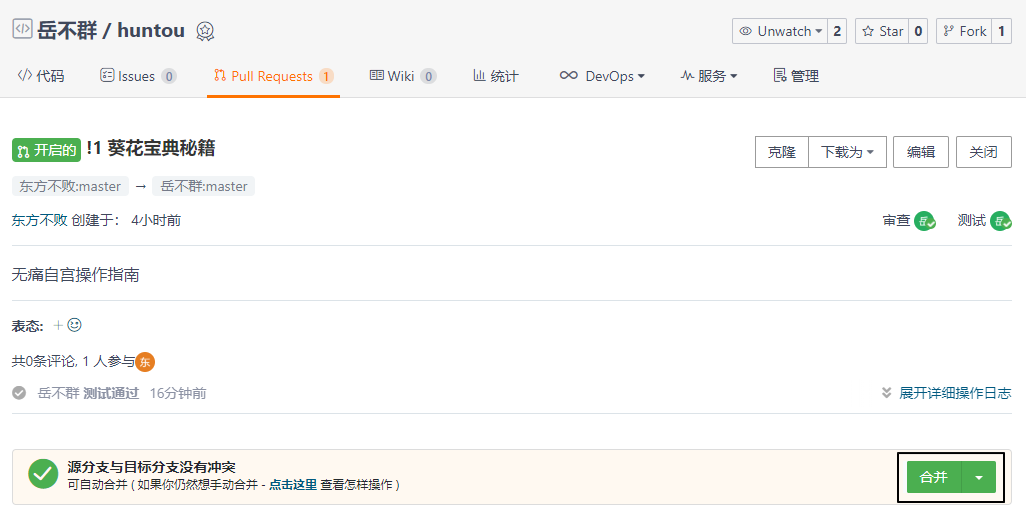 岳不群 / huntou
Unwatch 2 Star 0 Fork 1
代码 Issues 0 Pull Requests 1 Wiki 0 统计 DevOps 服务 管理
开启的 !1 葵花宝典秘籍
克隆 下载为 编辑 关闭
东方不败:master → 岳不群:master
东方不败 创建于： 4小时前
审查 岳 测试 岳
无痛自宫操作指南
表态:
共0条评论, 1 人参与 东
岳不群 测试通过 16分钟前
展开详细操作日志
源分支与目标分支没有冲突
可自动合并 ( 如果你仍然想手动合并 - 点击这里 查看怎样操作 )
合并